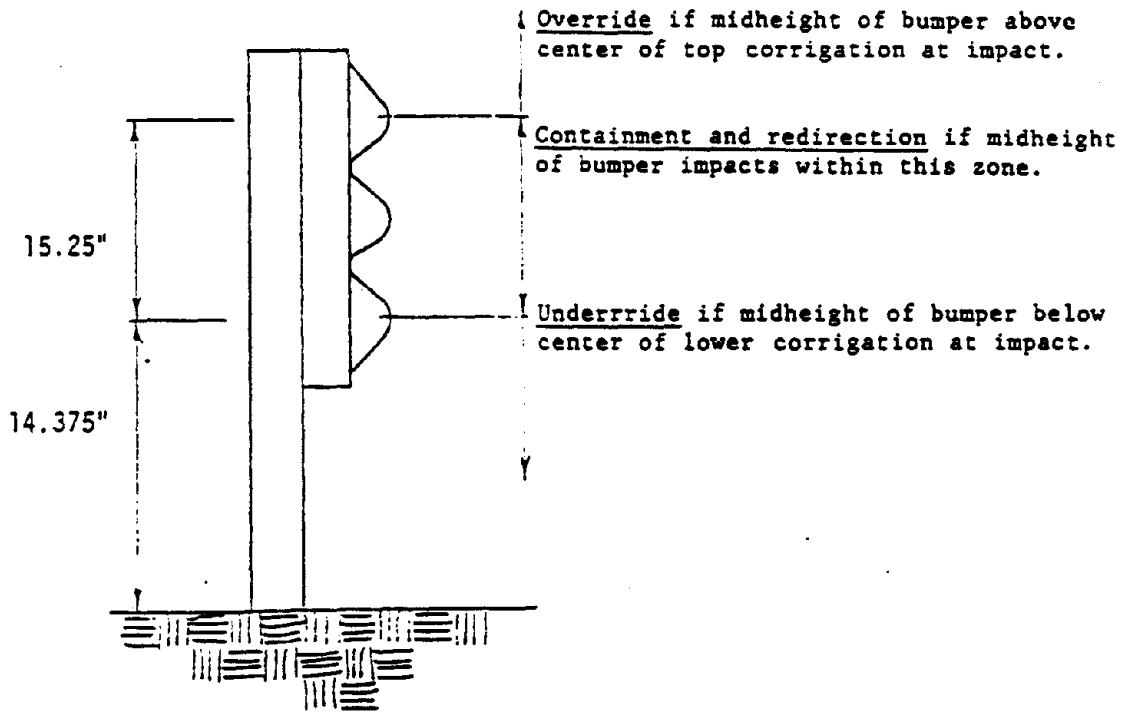 Override if midheight of bumper above
center of top corrigation at impact.
Containment and redirection if midheight
of bumper impacts within this zone.
15.25"
Underrride if midheight of bumper below
center of lower corrigation at impact.
14.375"